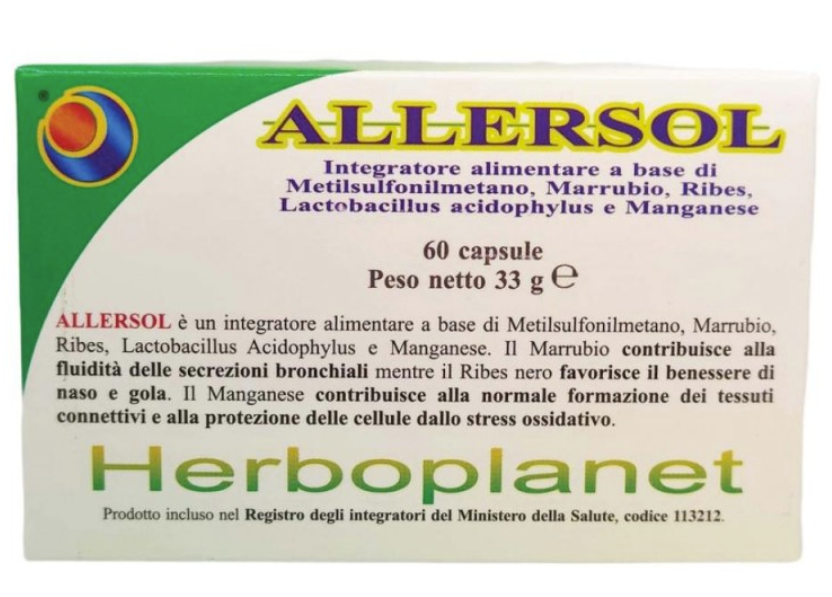 ®
ALLERSOL
Integratore alimentare a base di
Metilsulfonilmetano, Marrubio, Ribes,
Lactobacillus acidophylus e Manganese
60 capsule
Peso netto 33 g ℮
ALLERSOL è un integratore alimentare a base di Metilsulfonilmetano, Marrubio,
Ribes, Lactobacillus Acidophylus e Manganese. Il Marrubio contribuisce alla
fluidità delle secrezioni bronchiali mentre il Ribes nero favorisce il benessere di
naso e gola. Il Manganese contribuisce alla normale formazione dei tessuti
connettivi e alla protezione delle cellule dallo stress ossidativo.
Herboplanet
Prodotto incluso nel Registro degli integratori del Ministero della Salute, codice 113212.